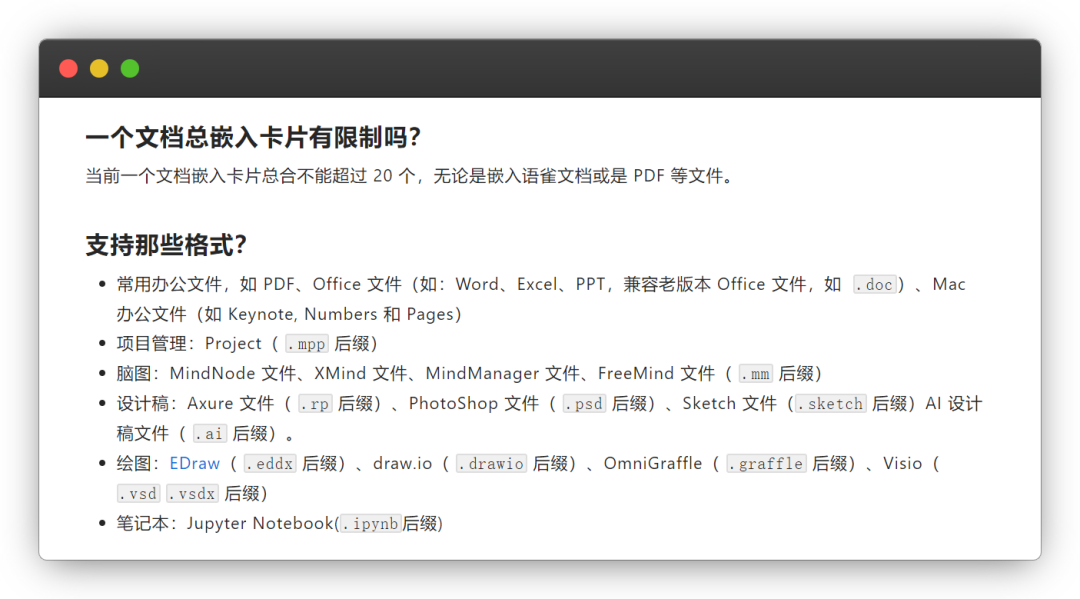 一个文档总嵌入卡片有限制吗?
当前一个文档嵌入卡片总合不能超过 20 个，无论是嵌入语雀文档或是 PDF 等文件。
支持那些格式?
• 常用办公文件，如 PDF、Office 文件（如：Word、Excel、PPT，兼容老版本 Office 文件，如 .doc）、Mac
办公文件（如 Keynote, Numbers 和 Pages）
• 项目管理：Project（ .mpp 后缀）
• 脑图：MindNode 文件、XMind 文件、MindManager 文件、FreeMind 文件（ .mm 后缀）
• 设计稿：Axure 文件（ .rp 后缀）、PhotoShop 文件（ .psd 后缀）、Sketch 文件（.sketch 后缀）AI 设计
稿文件（ .ai 后缀）。
• 绘图：EDraw（ .eddx 后缀）、draw.io（ .drawio 后缀）、OmniGraffle（ .graffle 后缀）、Visio（
.vsd .vsdx 后缀）
• 笔记本：Jupyter Notebook(.ipynb后缀)